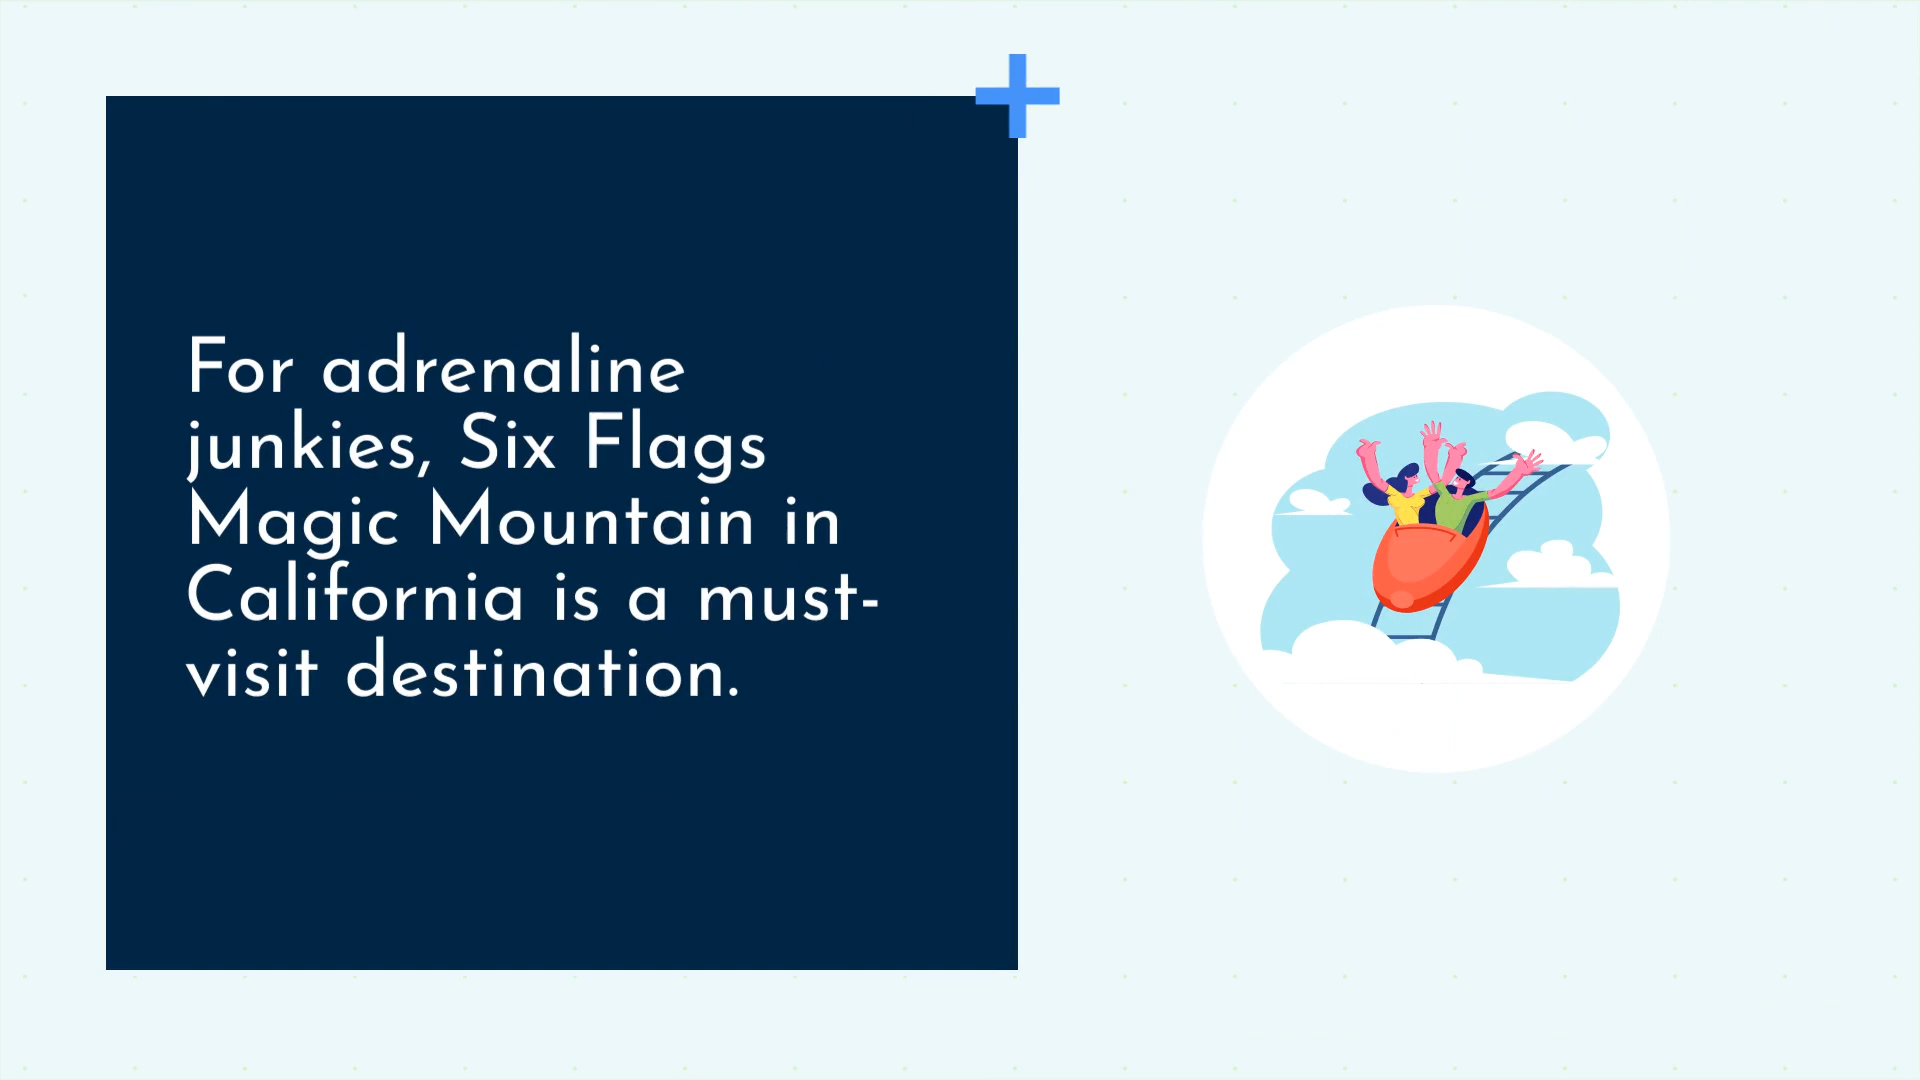 For adrenaline
junkies, Six Flags
Magic Mountain in
California is a must-
visit destination.